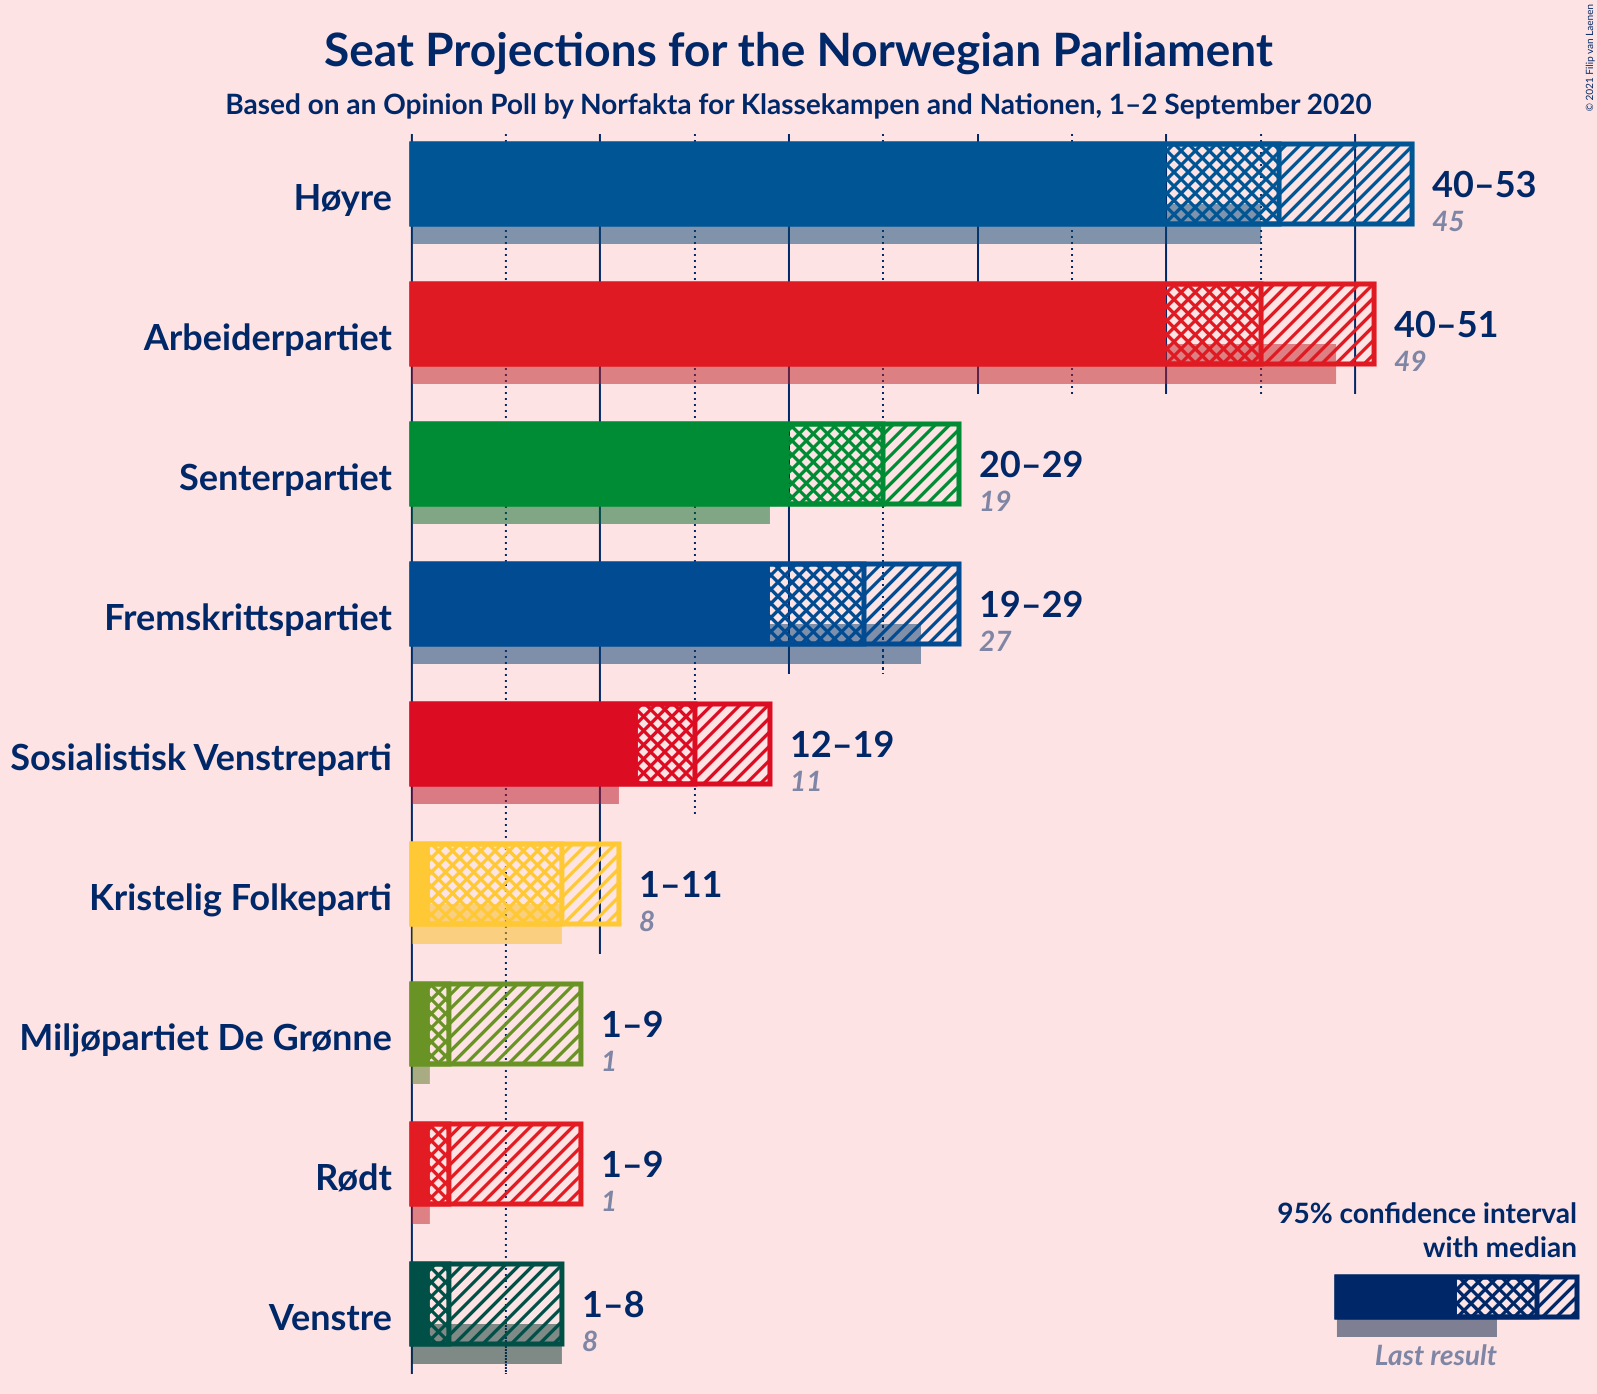 Seat Projections for the Norwegian Parliament
Based on an Opinion Poll by Norfakta for Klassekampen and Nationen, 1–2 September 2020
© 2021 Filip van Laenen
Høyre
40–53
45
Arbeiderpartiet
40–51
49
Senterpartiet
20–29
19
Fremskrittspartiet
19–29
27
Sosialistisk Venstreparti
12–19
11
Kristelig Folkeparti
1–11
8
Miljøpartiet De Grønne
1–9
1
Rødt
1–9
1
Venstre
1–8
8
95% confidence interval
with median
Last result